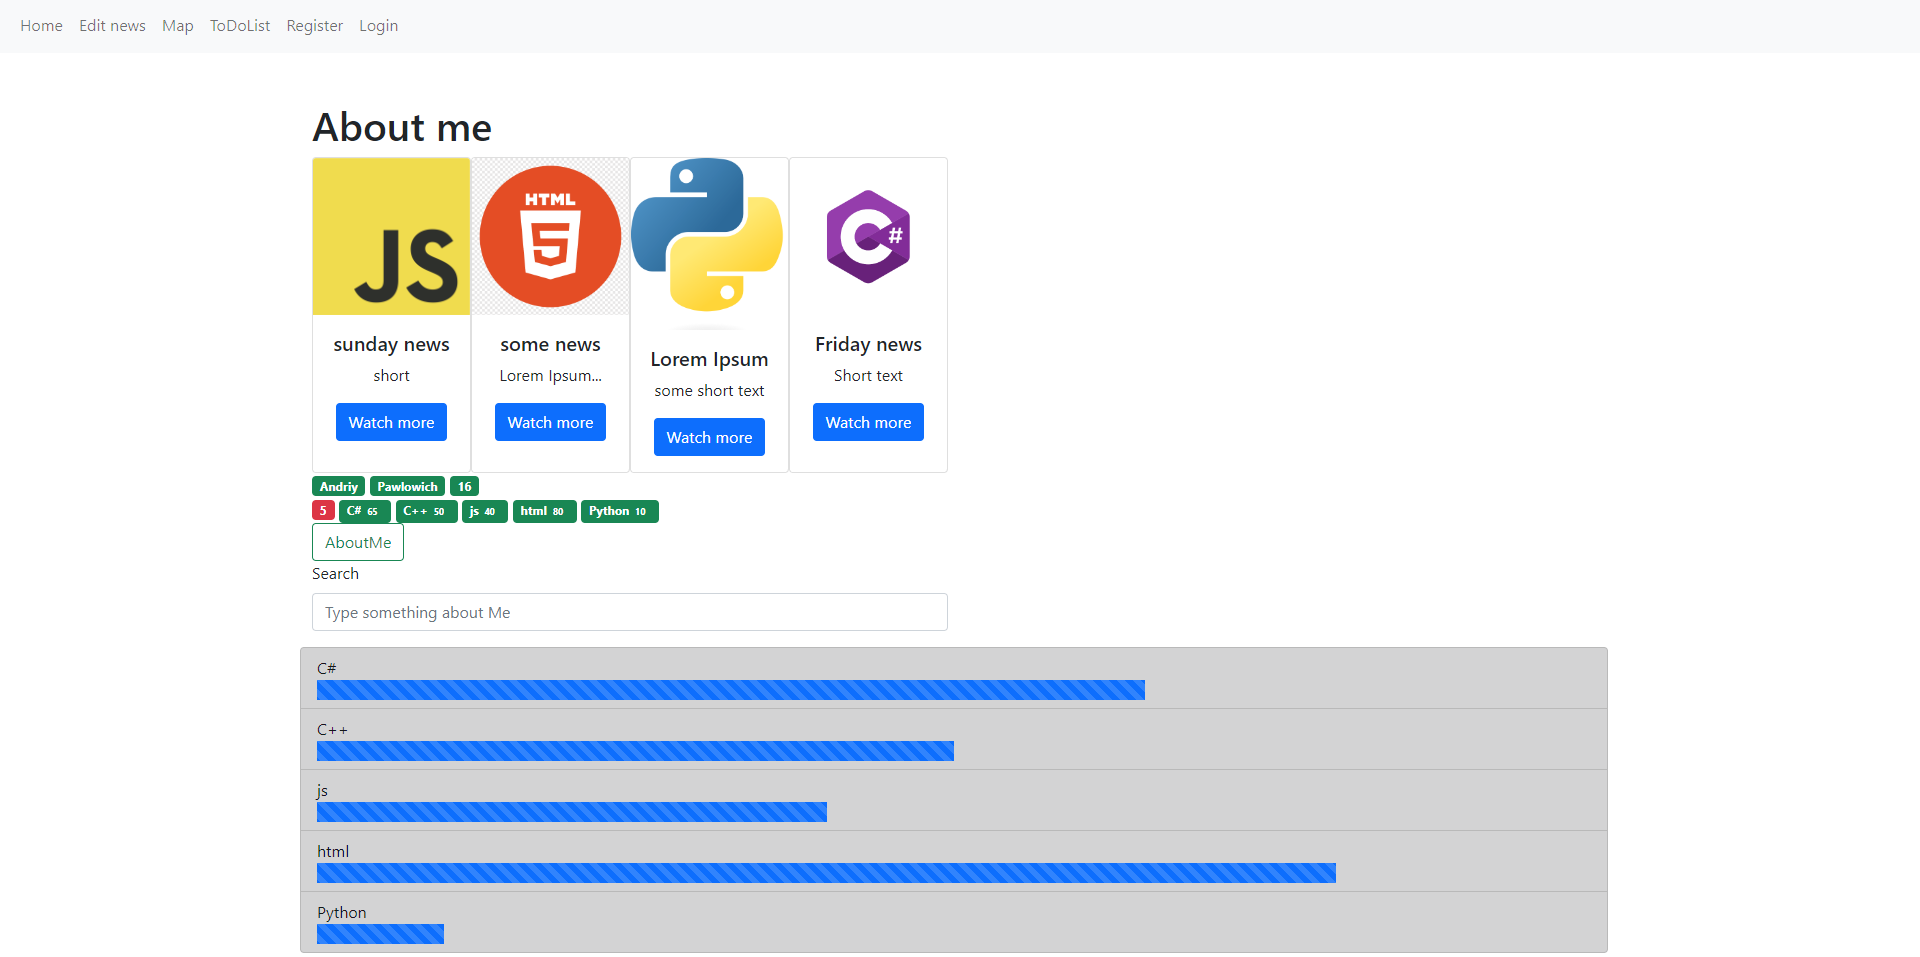 Home Edit news Map ToDoList Register Login
About me
JS
HTML
5
C#
sunday news
short
Watch more
some news
Lorem Ipsum...
Watch more
Lorem Ipsum
some short text
Watch more
Friday news
Short text
Watch more
Andriy Pawlowich 16
5 C# 65 C++ 50 js 40 html 80 Python 10
AboutMe
Search
Type something about Me
C#
C++
js
html
Python